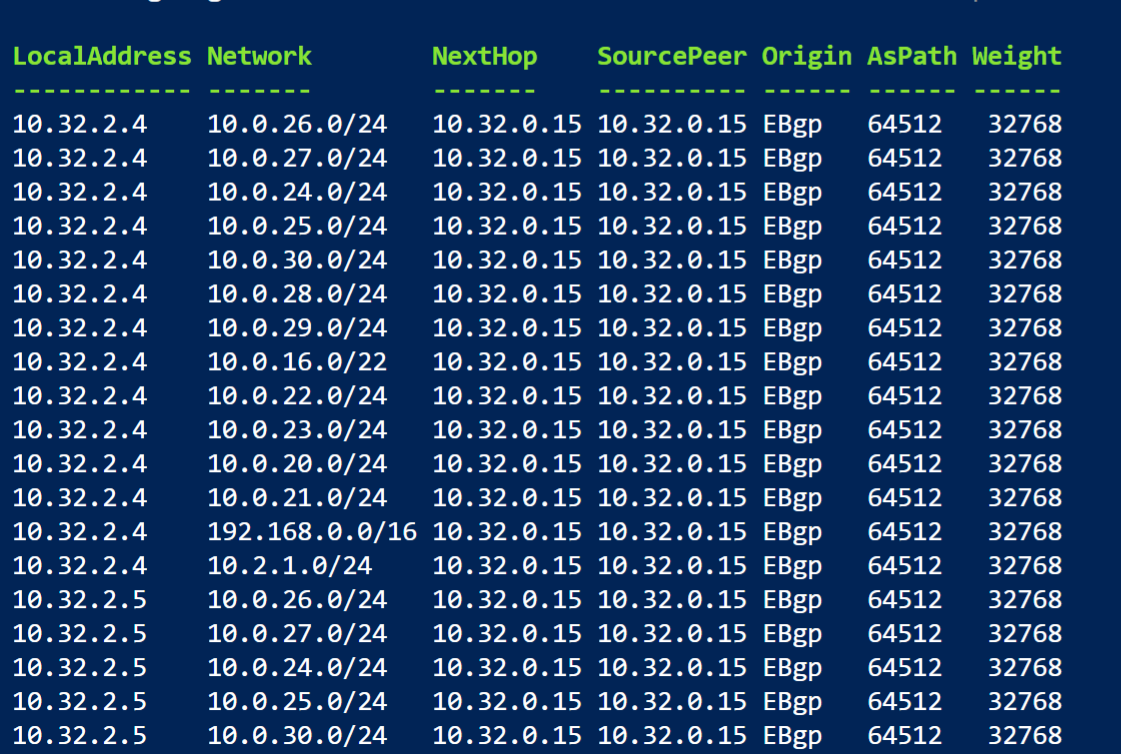 LocalAddress Network NextHop SourcePeer Origin AsPath Weight
------------ ------- ------- ---------- ------ ------ ------
10.32.2.4 10.0.26.0/24 10.32.0.15 10.32.0.15 EBgp 64512 32768
10.32.2.4 10.0.27.0/24 10.32.0.15 10.32.0.15 EBgp 64512 32768
10.32.2.4 10.0.24.0/24 10.32.0.15 10.32.0.15 EBgp 64512 32768
10.32.2.4 10.0.25.0/24 10.32.0.15 10.32.0.15 EBgp 64512 32768
10.32.2.4 10.0.30.0/24 10.32.0.15 10.32.0.15 EBgp 64512 32768
10.32.2.4 10.0.28.0/24 10.32.0.15 10.32.0.15 EBgp 64512 32768
10.32.2.4 10.0.29.0/24 10.32.0.15 10.32.0.15 EBgp 64512 32768
10.32.2.4 10.0.16.0/22 10.32.0.15 10.32.0.15 EBgp 64512 32768
10.32.2.4 10.0.22.0/24 10.32.0.15 10.32.0.15 EBgp 64512 32768
10.32.2.4 10.0.23.0/24 10.32.0.15 10.32.0.15 EBgp 64512 32768
10.32.2.4 10.0.20.0/24 10.32.0.15 10.32.0.15 EBgp 64512 32768
10.32.2.4 10.0.21.0/24 10.32.0.15 10.32.0.15 EBgp 64512 32768
10.32.2.4 192.168.0.0/16 10.32.0.15 10.32.0.15 EBgp 64512 32768
10.32.2.4 10.2.1.0/24 10.32.0.15 10.32.0.15 EBgp 64512 32768
10.32.2.5 10.0.26.0/24 10.32.0.15 10.32.0.15 EBgp 64512 32768
10.32.2.5 10.0.27.0/24 10.32.0.15 10.32.0.15 EBgp 64512 32768
10.32.2.5 10.0.24.0/24 10.32.0.15 10.32.0.15 EBgp 64512 32768
10.32.2.5 10.0.25.0/24 10.32.0.15 10.32.0.15 EBgp 64512 32768
10.32.2.5 10.0.30.0/24 10.32.0.15 10.32.0.15 EBgp 64512 32768